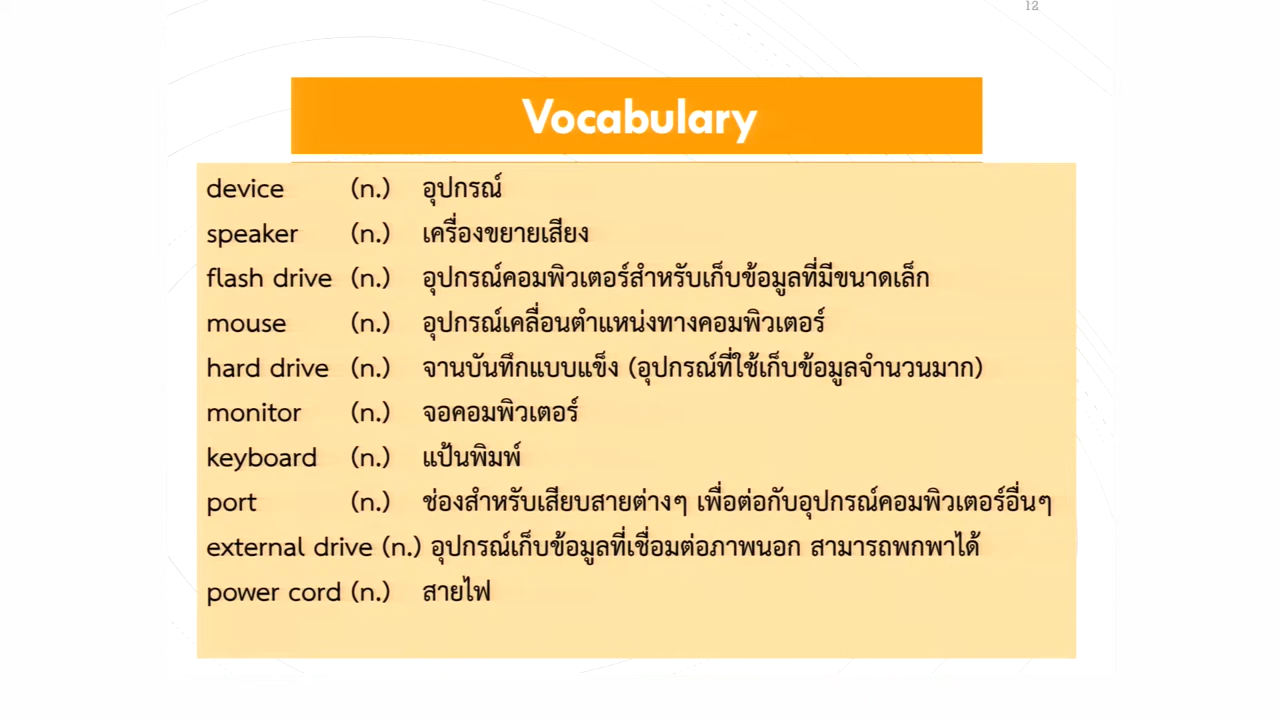 12
Vocabulary
device (n.) อุปกรณ์
speaker (n.) เครื่องขยายเสียง
flash drive (n.) อุปกรณ์คอมพิวเตอร์สำหรับเก็บข้อมูลที่มีขนาดเล็ก
mouse (n.) อุปกรณ์เคลื่อนตำแหน่งทางคอมพิวเตอร์
hard drive (n.) จานบันทึกแบบแข็ง (อุปกรณ์ที่ใช้เก็บข้อมูลจำนวนมาก)
monitor (n.) จอคอมพิวเตอร์
keyboard (n.) แป้นพิมพ์
port (n.) ช่องสำหรับเสียบสายต่างๆ เพื่อต่อกับอุปกรณ์คอมพิวเตอร์อื่นๆ
external drive (n.) อุปกรณ์เก็บข้อมูลที่เชื่อมต่อภาพนอก สามารถพกพาได้
power cord (n.) สายไฟ